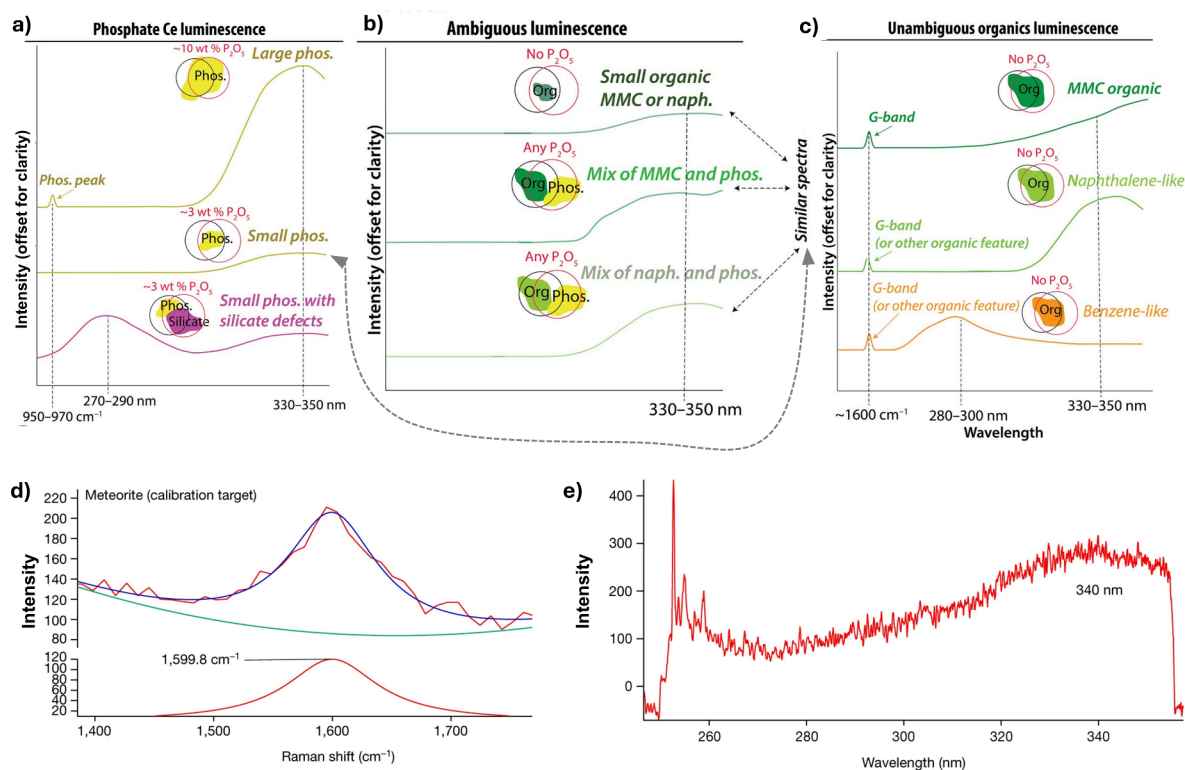 a)
Phosphate Ce luminescence
~10 wt % P₂O₅
Large phos.
Phos.
Phos. peak
~3 wt % P₂O₅
Phos.
Small phos.
~3 wt % P₂O₅
Phos.
Silicate
Small phos. with
silicate defects
Intensity (offset for clarity)
270–290 nm
330–350 nm
950–970 cm⁻¹
b)
Ambiguous luminescence
No P₂O₅
Org
Small organic
MMC or naph.
Any P₂O₅
Org
Phos.
Mix of MMC and phos.
Any P₂O₅
Org
Phos.
Mix of naph. and phos.
Intensity (offset for clarity)
330–350 nm
Similar spectra
c)
Unambiguous organics luminescence
No P₂O₅
Org
MMC organic
G-band
No P₂O₅
Org
Naphthalene-like
G-band
(or other organic feature)
No P₂O₅
G-band
(or other organic feature)
Org
Benzene-like
Intensity (offset for clarity)
~1600 cm⁻¹
280–300 nm
330–350 nm
Wavelength
d)
Meteorite (calibration target)
220
200
180
160
140
120
100
80
120
100
80
60
40
20
1,599.8 cm⁻¹
Intensity
1,400
1,500
1,600
1,700
Raman shift (cm⁻¹)
e)
400
300
200
100
0
340 nm
Intensity
260
280
300
320
340
Wavelength (nm)